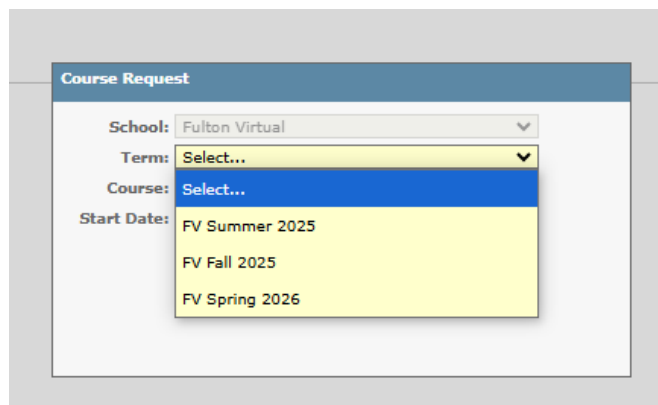 Course Request
School: Fulton Virtual
Term: Select...
Course: Select...
Start Date: FV Summer 2025
FV Fall 2025
FV Spring 2026